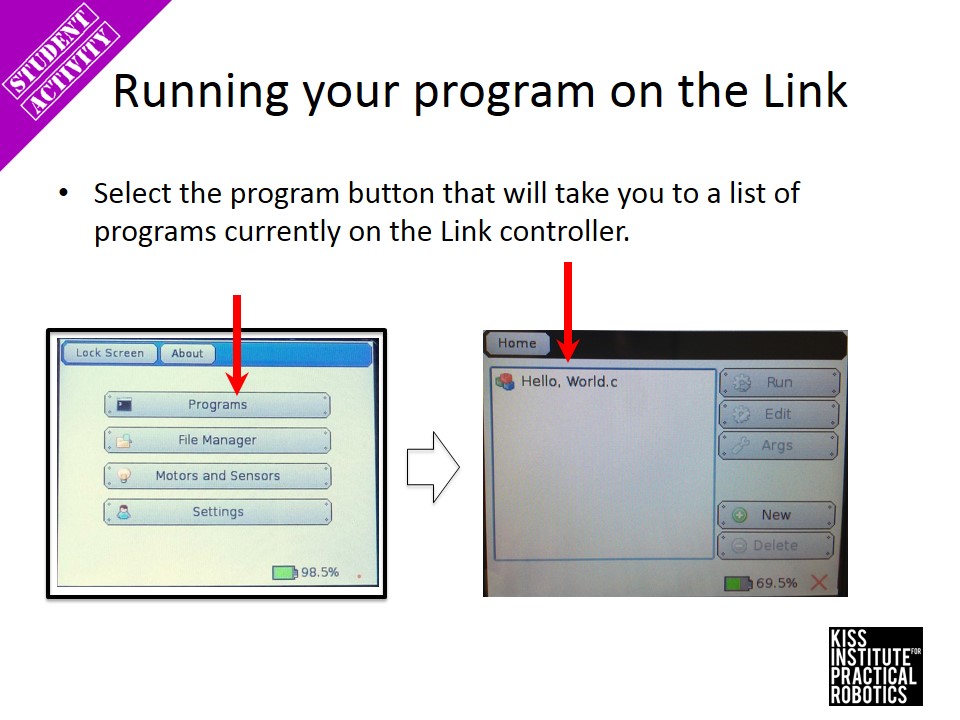 STUDENT
ACTIVITY
Running your program on the Link
• Select the program button that will take you to a list of
programs currently on the Link controller.
Lock Screen
About
Programs
File Manager
Motors and Sensors
Settings
98.5%
Home
Hello, World.c
Run
Edit
Args
New
Delete
69.5%
KISS
INSTITUTE FOR
PRACTICAL
ROBOTICS